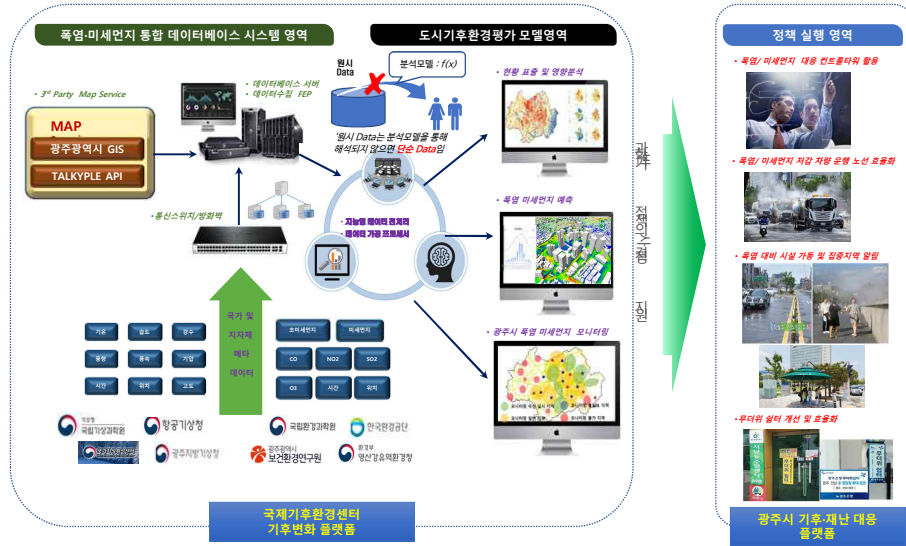 폭염·미세먼지 통합 데이터베이스 시스템 영역
도시기후환경평가 모델영역
정책 실행 영역
• 3rd Party Map Service
MAP
광주광역시 GIS
TALKYPLE API
• 데이터베이스 서버
• 데이터수집 FEP
원시
Data
분석모델 : f(x)
'원시 Data는 분석모델을 통해
해석되지 않으면 단순 Data임
• 통신스위치/방화벽
• 지능형 데이터 전처리
• 데이터 가공 프로세서
• 현황 표출 및 영향분석
• 폭염 미세먼지 예측
• 광주시 폭염 미세먼지 모니터링
국가 및
지자체
메타
데이터
기온
습도
강수
풍향
풍속
기압
시간
위치
고도
초미세먼지
미세먼지
CO
NO2
SO2
O3
시간
위치
국립기상과학원
항공기상청
국립환경과학원
한국환경공단
광주지방기상청
광주광역시
보건환경연구원
환경부
영산강유역환경청
국제기후환경센터
기후변화 플랫폼
지원
• 폭염/ 미세먼지 대응 컨트롤타워 활용
• 폭염/ 미세먼지 저감 차량 운행 노선 효율화
• 폭염 대비 시설 가동 및 집중지역 알림
• 무더위 쉼터 개선 및 효율화
무더위 쉼터
광주시 기후·재난 대응
플랫폼